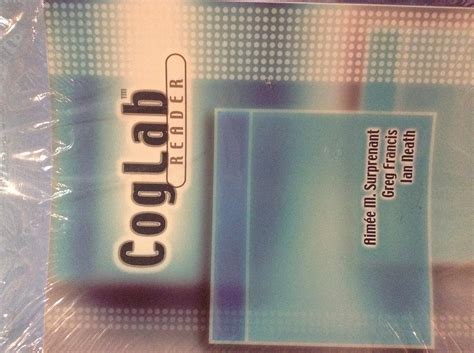 CogLab™
READER
Aimée M. Surprenant
Greg Francis
Ian Neath